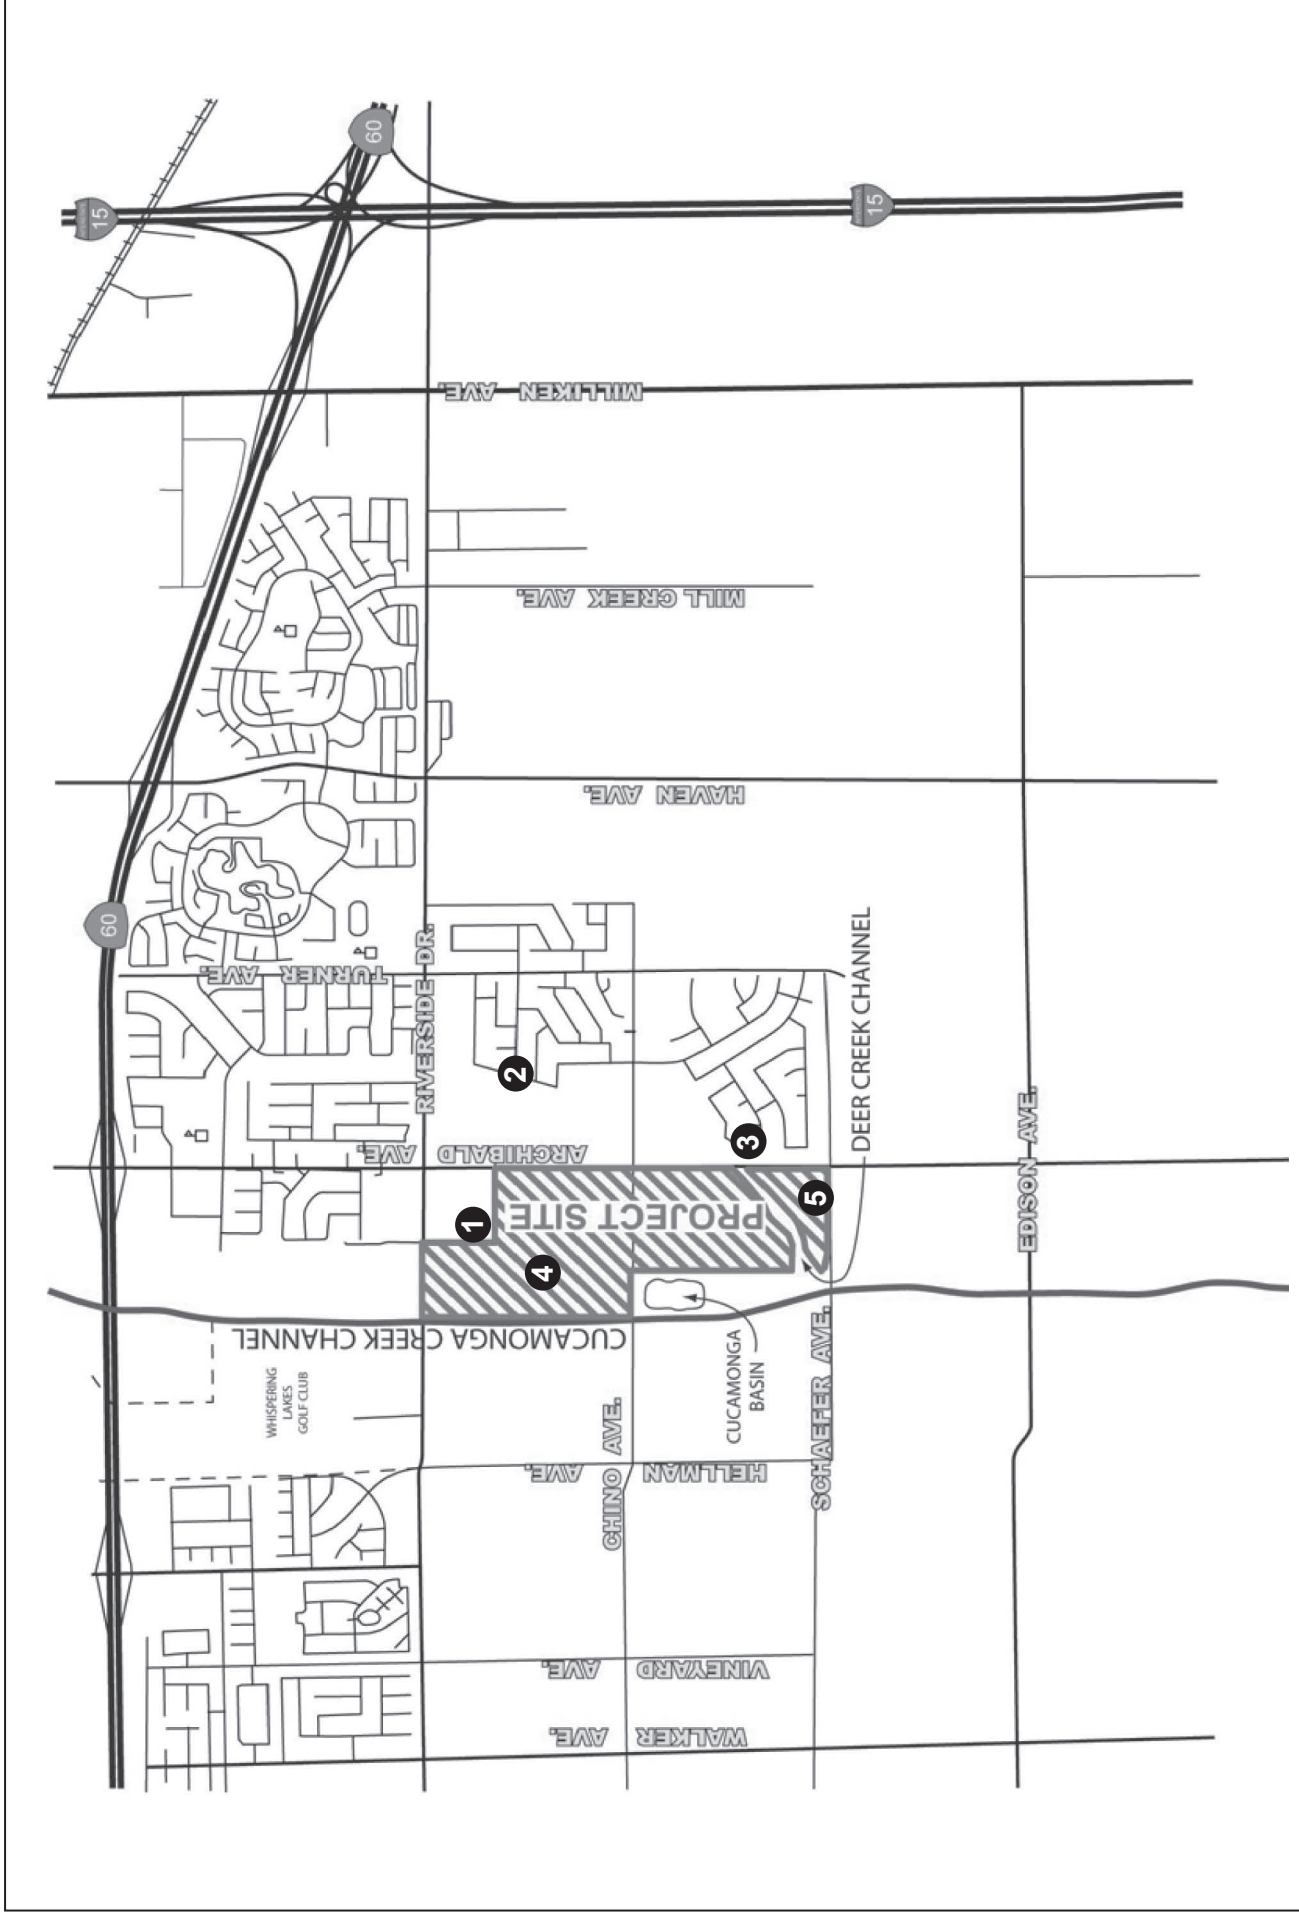 15
60
60
TURNER AVE.
WHISPERING
LAKES
GOLF CLUB
CUCAMONGA CREEK CHANNEL
RIVERSIDE DR.
ARCHIBALD AVE.
MILLIKEN AVE.
1
2
4
PROJECT SITE
WALKER AVE.
VINEYARD AVE.
HELLMAN AVE.
MILL CREEK AVE.
HAVEN AVE.
CHINO AVE.
CUCAMONGA
BASIN
3
5
SCHAEFER AVE.
DEER CREEK CHANNEL
15
EDISON AVE.